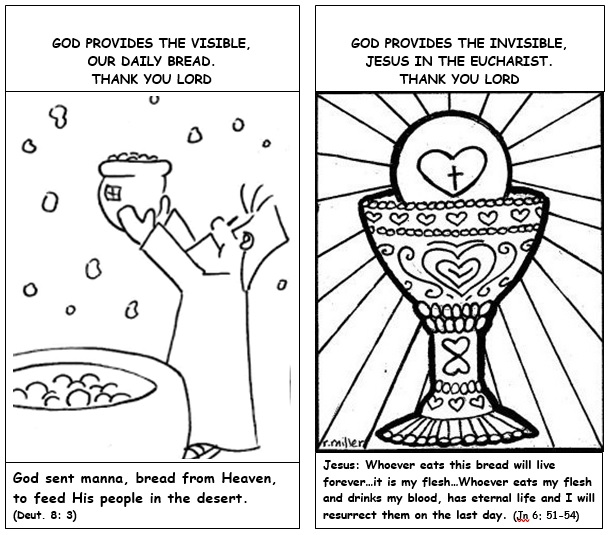 GOD PROVIDES THE VISIBLE,
OUR DAILY BREAD.
THANK YOU LORD
God sent manna, bread from Heaven,
to feed His people in the desert.
(Deut. 8: 3)
GOD PROVIDES THE INVISIBLE,
JESUS IN THE EUCHARIST.
THANK YOU LORD
r.miller
Jesus: Whoever eats this bread will live
forever…it is my flesh…Whoever eats my flesh
and drinks my blood, has eternal life and I will
resurrect them on the last day. (Jn 6: 51-54)